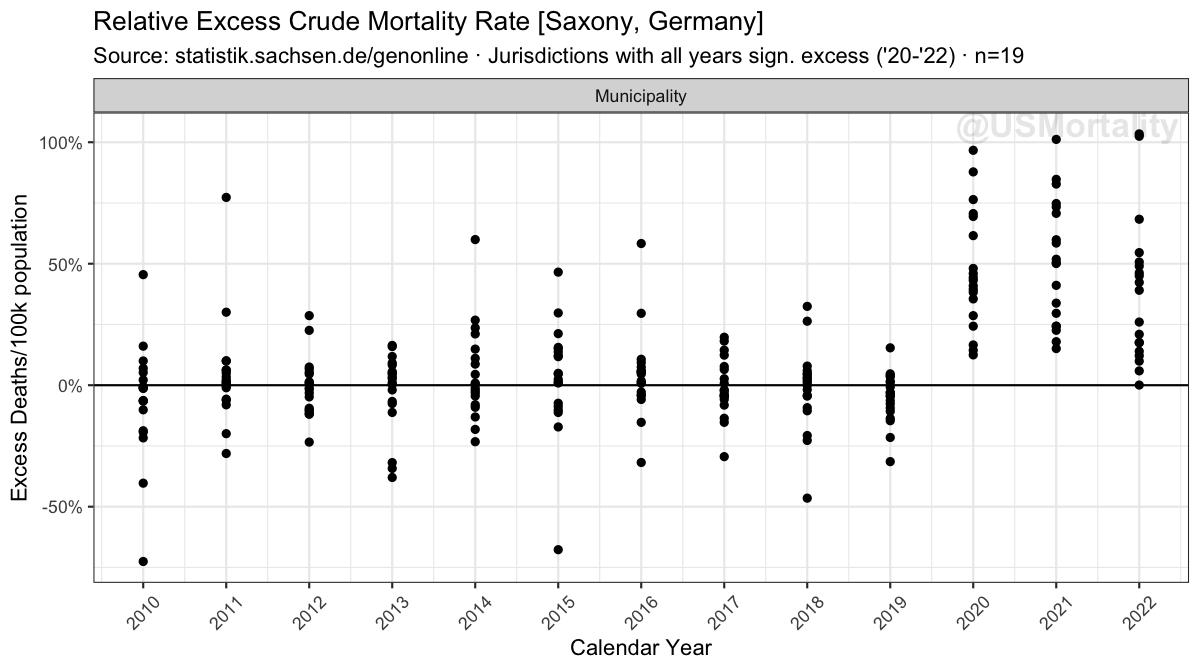 Relative Excess Crude Mortality Rate [Saxony, Germany]
Source: statistik.sachsen.de/genonline · Jurisdictions with all years sign. excess ('20-'22) · n=19
Municipality
@USMortality
100%
50%
0%
-50%
Excess Deaths/100k population
2010
2011
2012
2013
2014
2015
2016
2017
2018
2019
2020
2021
2022
Calendar Year